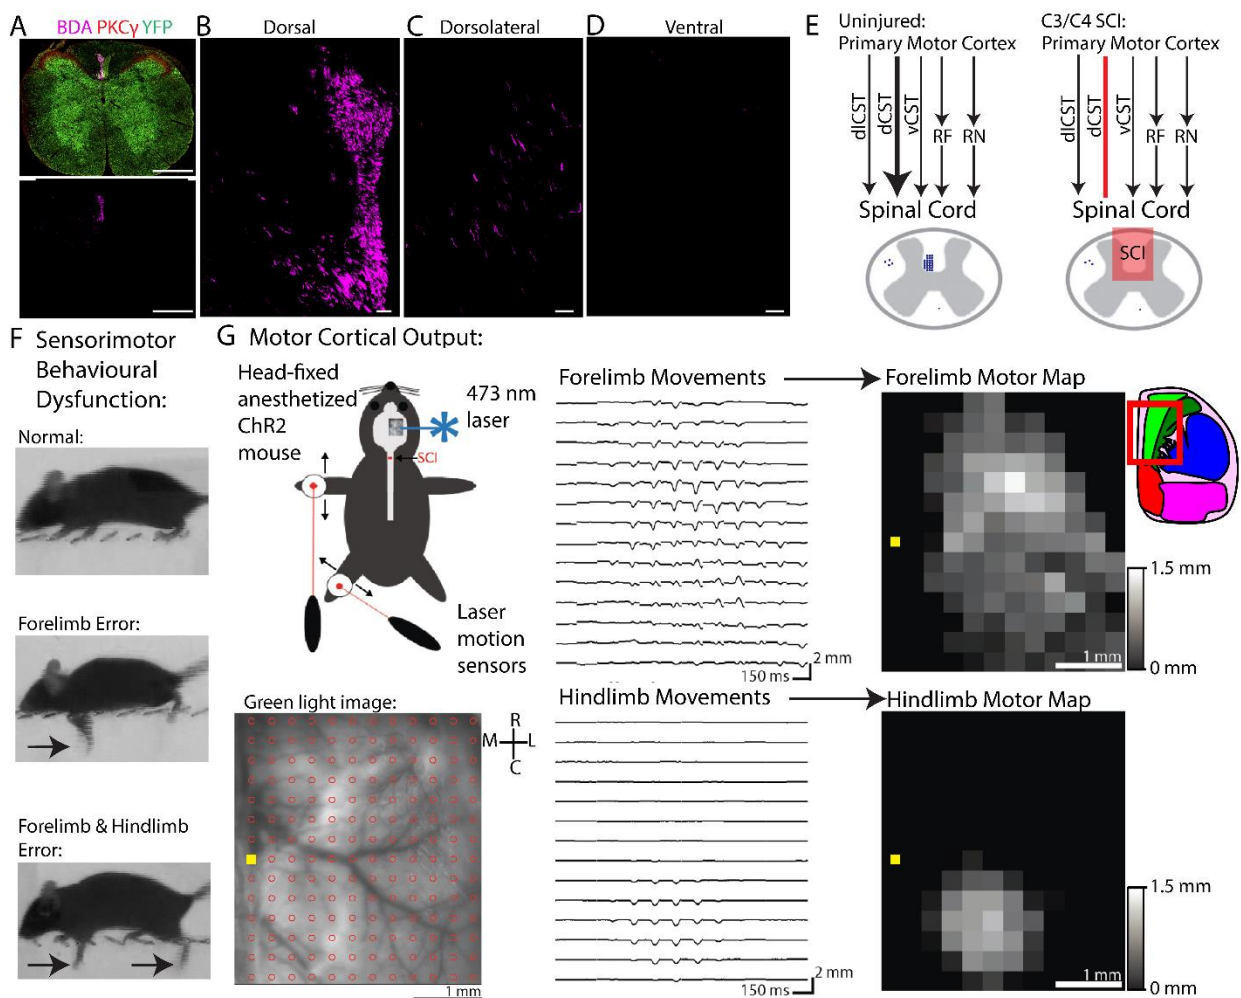 A
BDA PKCγ YFP
B
Dorsal
C
Dorsolateral
D
Ventral
E
Uninjured:
Primary Motor Cortex
dlCST
dCST
vCST
RF
RN
Spinal Cord
C3/C4 SCI:
Primary Motor Cortex
dlCST
dCST
vCST
RF
RN
Spinal Cord
SCI
F Sensorimotor
Behavioural
Dysfunction:
Normal:
Forelimb Error:
Forelimb & Hindlimb
Error:
G Motor Cortical Output:
Head-fixed
anesthetized
ChR2
mouse
473 nm
laser
SCI
Laser
motion
sensors
Green light image:
R
M
L
C
1 mm
Forelimb Movements
2 mm
150 ms
Forelimb Motor Map
1.5 mm
0 mm
1 mm
Hindlimb Movements
2 mm
150 ms
Hindlimb Motor Map
1.5 mm
0 mm
1 mm